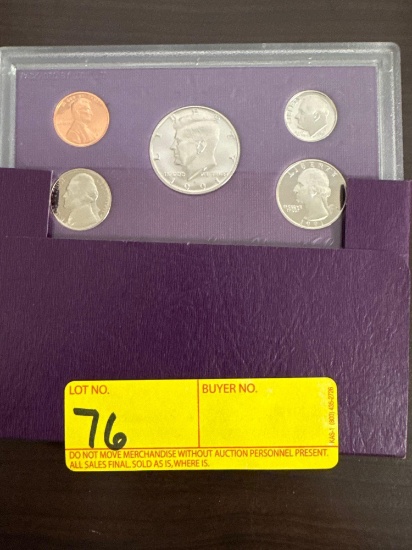 LIBERTY
LOT NO.
BUYER NO.
76
DO NOT MOVE MERCHANDISE WITHOUT AUCTION PERSONNEL PRESENT.
ALL SALES FINAL. SOLD AS IS, WHERE IS.